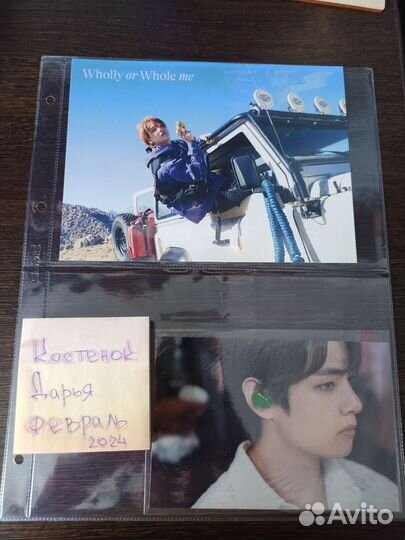 Wholly or Whole me
Костенок
Дарья
Февраль
2024
Avito